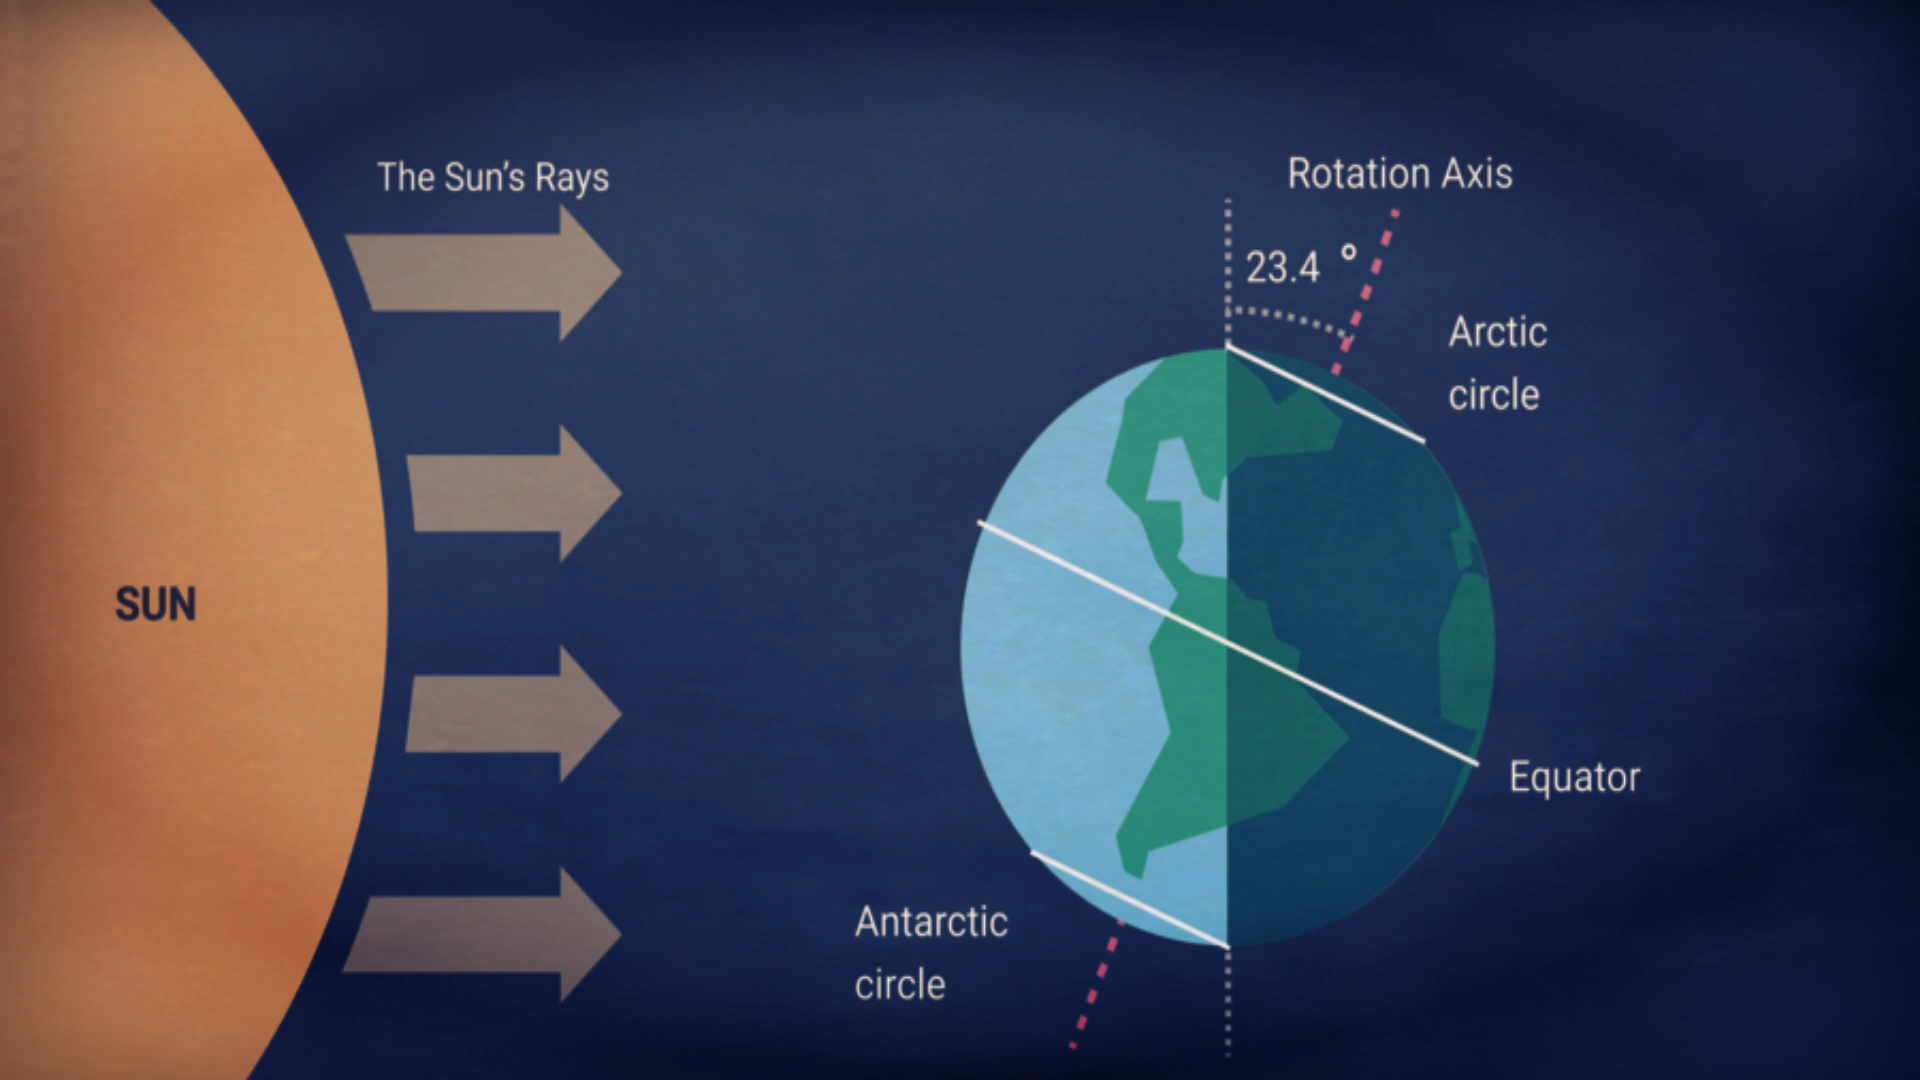 The Sun's Rays
Rotation Axis
23.4 °
Arctic
circle
SUN
Equator
Antarctic
circle